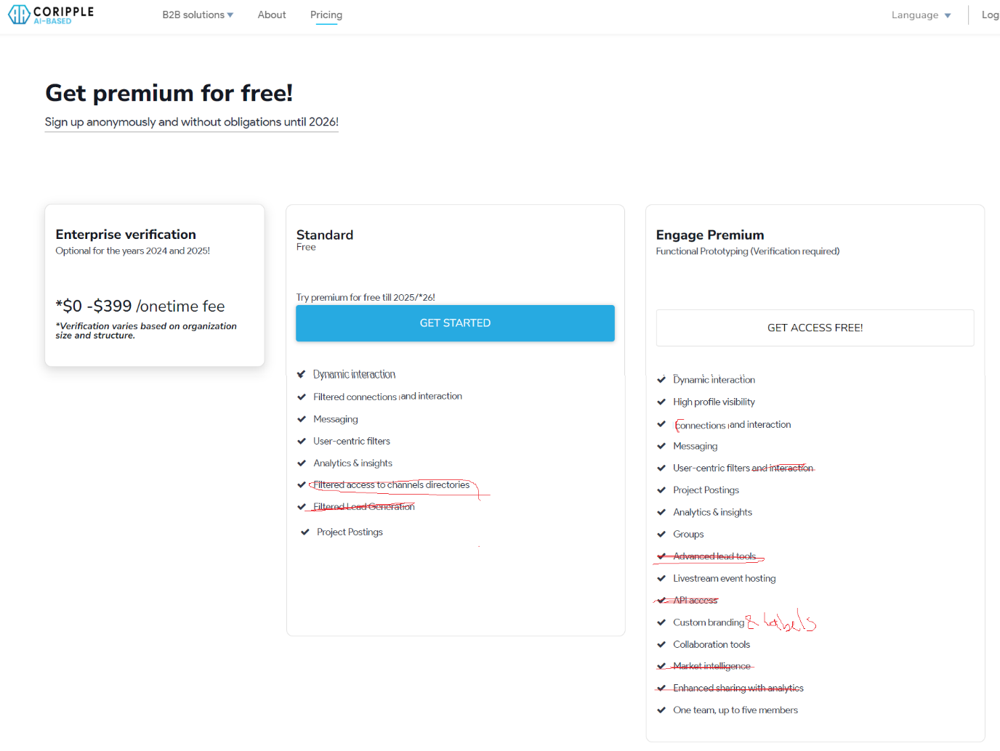 CORIPPLE
AI-BASED
B2B solutions
About
Pricing
Language
Log
Get premium for free!
Sign up anonymously and without obligations until 2026!
Enterprise verification
Optional for the years 2024 and 2025!
*$0 -$399 /onetime fee
*Verification varies based on organization
size and structure.
Standard
Free
Try premium for free till 2025/*26!
GET STARTED
Dynamic interaction
Filtered connections and interaction
Messaging
User-centric filters
Analytics & insights
Filtered access to channels directories
Filtered Lead Generation
Project Postings
Engage Premium
Functional Prototyping (Verification required)
GET ACCESS FREE!
Dynamic interaction
High profile visibility
connections and interaction
Messaging
User-centric filters and interaction
Project Postings
Analytics & insights
Groups
Advanced lead tools
Livestream event hosting
API access
Custom branding & labels
Collaboration tools
Market intelligence
Enhanced sharing with analytics
One team, up to five members